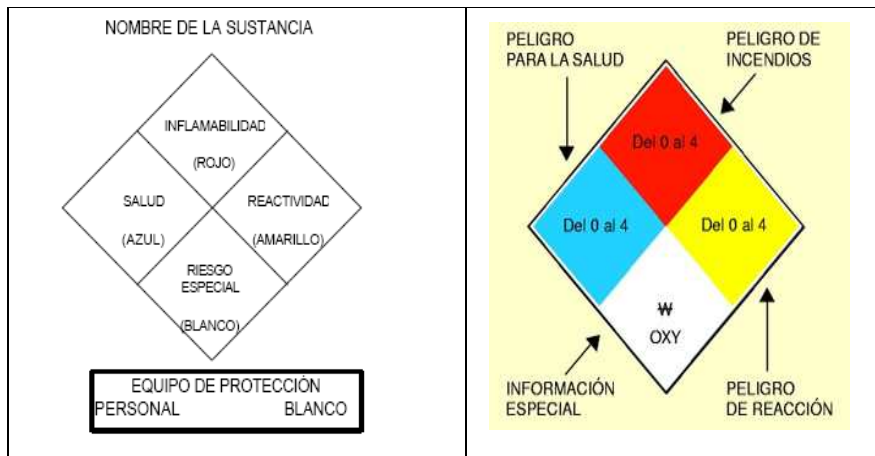 NOMBRE DE LA SUSTANCIA
INFLAMABILIDAD
(ROJO)
SALUD
(AZUL)
REACTIVIDAD
(AMARILLO)
RIESGO
ESPECIAL
(BLANCO)
EQUIPO DE PROTECCIÓN
PERSONAL BLANCO
PELIGRO
PARA LA SALUD
PELIGRO DE
INCENDIOS
Del 0 al 4
Del 0 al 4
Del 0 al 4
W
OXY
INFORMACIÓN
ESPECIAL
PELIGRO
DE REACCIÓN